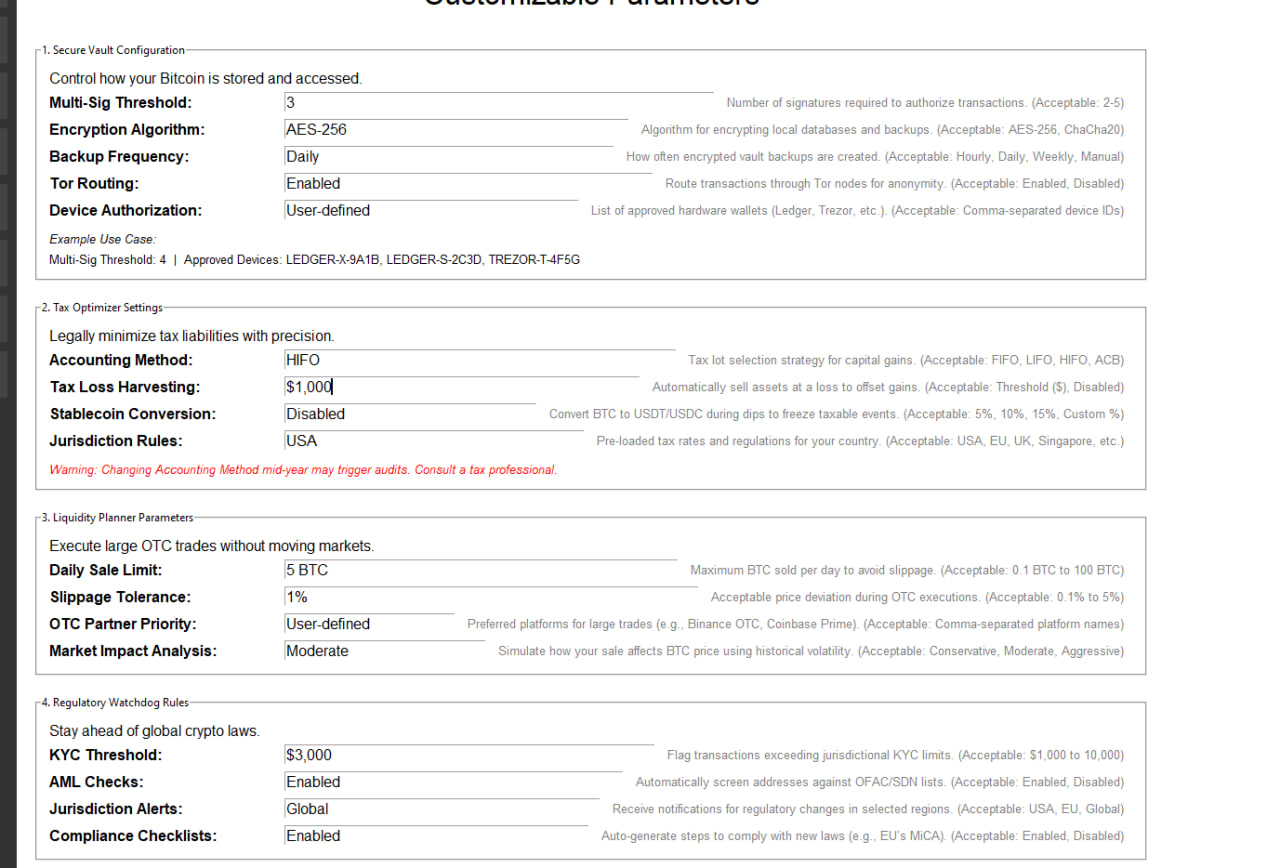 Customizable Parameters
1. Secure Vault Configuration
Control how your Bitcoin is stored and accessed.
Multi-Sig Threshold: 3 Number of signatures required to authorize transactions. (Acceptable: 2-5)
Encryption Algorithm: AES-256 Algorithm for encrypting local databases and backups. (Acceptable: AES-256, ChaCha20)
Backup Frequency: Daily How often encrypted vault backups are created. (Acceptable: Hourly, Daily, Weekly, Manual)
Tor Routing: Enabled Route transactions through Tor nodes for anonymity. (Acceptable: Enabled, Disabled)
Device Authorization: User-defined List of approved hardware wallets (Ledger, Trezor, etc.). (Acceptable: Comma-separated device IDs)
Example Use Case:
Multi-Sig Threshold: 4 | Approved Devices: LEDGER-X-9A1B, LEDGER-S-2C3D, TREZOR-T-4F5G
2. Tax Optimizer Settings
Legally minimize tax liabilities with precision.
Accounting Method: HIFO Tax lot selection strategy for capital gains. (Acceptable: FIFO, LIFO, HIFO, ACB)
Tax Loss Harvesting: $1,000 Automatically sell assets at a loss to offset gains. (Acceptable: Threshold ($), Disabled)
Stablecoin Conversion: Disabled Convert BTC to USDT/USDC during dips to freeze taxable events. (Acceptable: 5%, 10%, 15%, Custom %)
Jurisdiction Rules: USA Pre-loaded tax rates and regulations for your country. (Acceptable: USA, EU, UK, Singapore, etc.)
Warning: Changing Accounting Method mid-year may trigger audits. Consult a tax professional.
3. Liquidity Planner Parameters
Execute large OTC trades without moving markets.
Daily Sale Limit: 5 BTC Maximum BTC sold per day to avoid slippage. (Acceptable: 0.1 BTC to 100 BTC)
Slippage Tolerance: 1% Acceptable price deviation during OTC executions. (Acceptable: 0.1% to 5%)
OTC Partner Priority: User-defined Preferred platforms for large trades (e.g., Binance OTC, Coinbase Prime). (Acceptable: Comma-separated platform names)
Market Impact Analysis: Moderate Simulate how your sale affects BTC price using historical volatility. (Acceptable: Conservative, Moderate, Aggressive)
4. Regulatory Watchdog Rules
Stay ahead of global crypto laws.
KYC Threshold: $3,000 Flag transactions exceeding jurisdictional KYC limits. (Acceptable: $1,000 to 10,000)
AML Checks: Enabled Automatically screen addresses against OFAC/SDN lists. (Acceptable: Enabled, Disabled)
Jurisdiction Alerts: Global Receive notifications for regulatory changes in selected regions. (Acceptable: USA, EU, Global)
Compliance Checklists: Enabled Auto-generate steps to comply with new laws (e.g., EU's MiCA). (Acceptable: Enabled, Disabled)